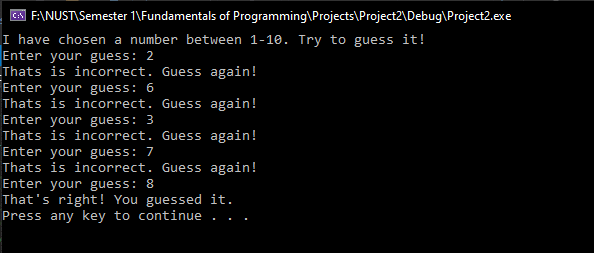 F:\NUST\Semester 1\Fundamentals of Programming\Projects\Project2\Debug\Project2.exe
I have chosen a number between 1-10. Try to guess it!
Enter your guess: 2
Thats is incorrect. Guess again!
Enter your guess: 6
Thats is incorrect. Guess again!
Enter your guess: 3
Thats is incorrect. Guess again!
Enter your guess: 7
Thats is incorrect. Guess again!
Enter your guess: 8
That's right! You guessed it.
Press any key to continue . . .